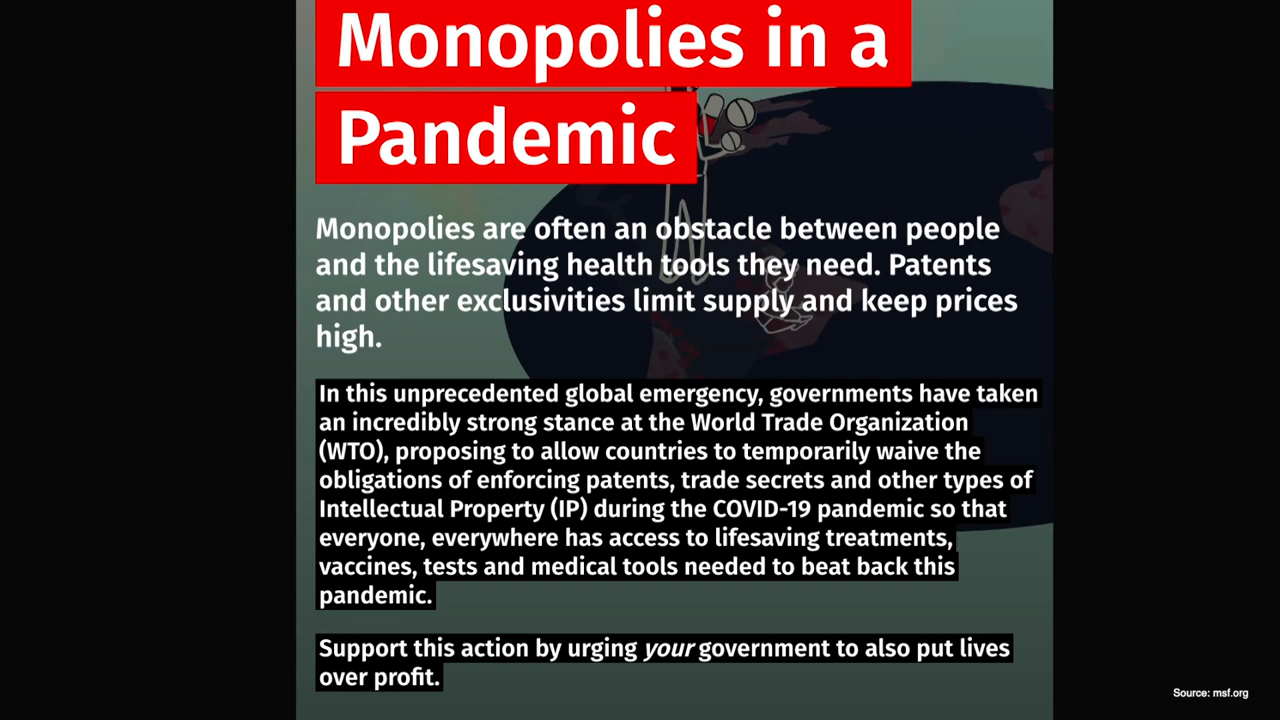 Monopolies in a
Pandemic
Monopolies are often an obstacle between people
and the lifesaving health tools they need. Patents
and other exclusivities limit supply and keep prices
high.
In this unprecedented global emergency, governments have taken
an incredibly strong stance at the World Trade Organization
(WTO), proposing to allow countries to temporarily waive the
obligations of enforcing patents, trade secrets and other types of
Intellectual Property (IP) during the COVID-19 pandemic so that
everyone, everywhere has access to lifesaving treatments,
vaccines, tests and medical tools needed to beat back this
pandemic.
Support this action by urging your government to also put lives
over profit.
Source: msf.org